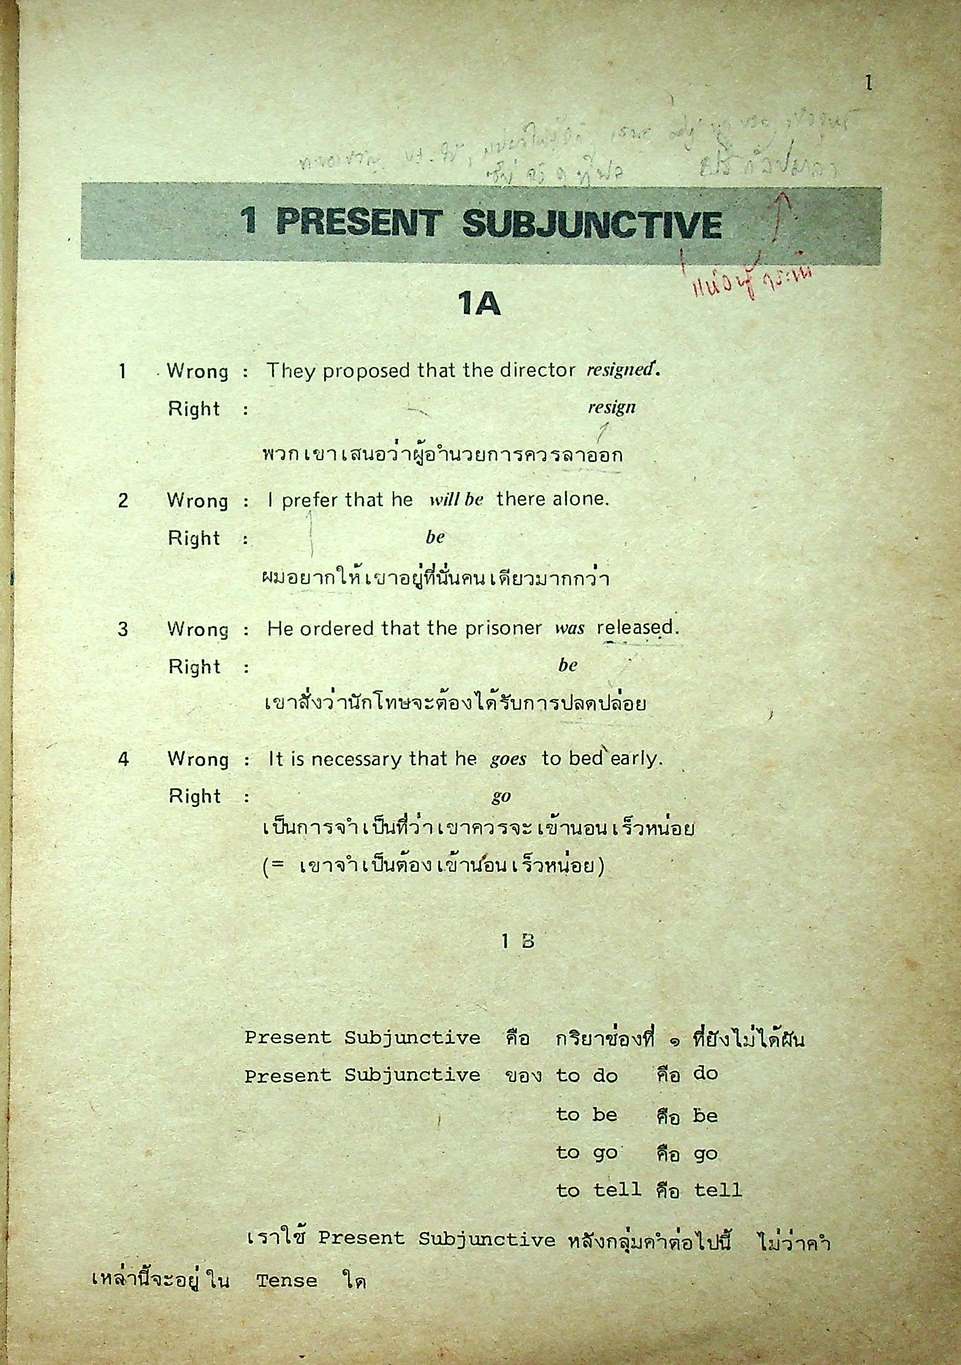 1
1 PRESENT SUBJUNCTIVE
1A
1 Wrong : They proposed that the director resigned.
Right : resign
พวกเขาเสนอว่าผู้อำนวยการควรลาออก
2 Wrong : I prefer that he will be there alone.
Right : be
ผมอยากให้เขาอยู่ที่นั่นคนเดียวมากกว่า
3 Wrong : He ordered that the prisoner was released.
Right : be
เขาสั่งว่านักโทษจะต้องได้รับการปลดปล่อย
4 Wrong : It is necessary that he goes to bed early.
Right : go
เป็นการจำเป็นที่ว่าเขาควรจะเข้านอนเร็วหน่อย
(= เขาจำเป็นต้องเข้านอนเร็วหน่อย)
1 B
Present Subjunctive คือ กริยาช่องที่ ๑ ที่ยังไม่ได้ผัน
Present Subjunctive ของ to do คือ do
to be คือ be
to go คือ go
to tell คือ tell
เราใช้ Present Subjunctive หลังกลุ่มคำต่อไปนี้ ไม่ว่าคำ
เหล่านี้จะอยู่ใน Tense ใด